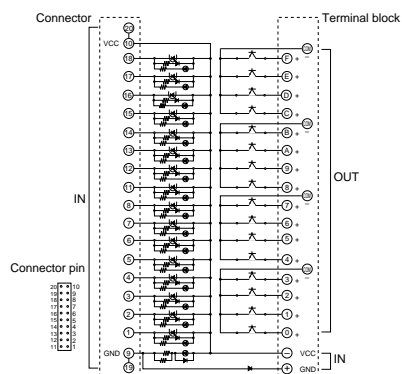 Connector
Terminal block
20
VCC 10
18
17
16
15
14
13
12
11
8
7
6
5
4
3
2
1
GND 9
19
IN
COM −
F +
E +
D +
C +
COM −
B +
A +
9 +
8 +
COM −
7 +
6 +
5 +
4 +
COM −
3 +
2 +
1 +
0 +
OUT
− VCC
+ GND
IN
Connector pin
20 10
19 9
18 8
17 7
16 6
15 5
14 4
13 3
12 2
11 1